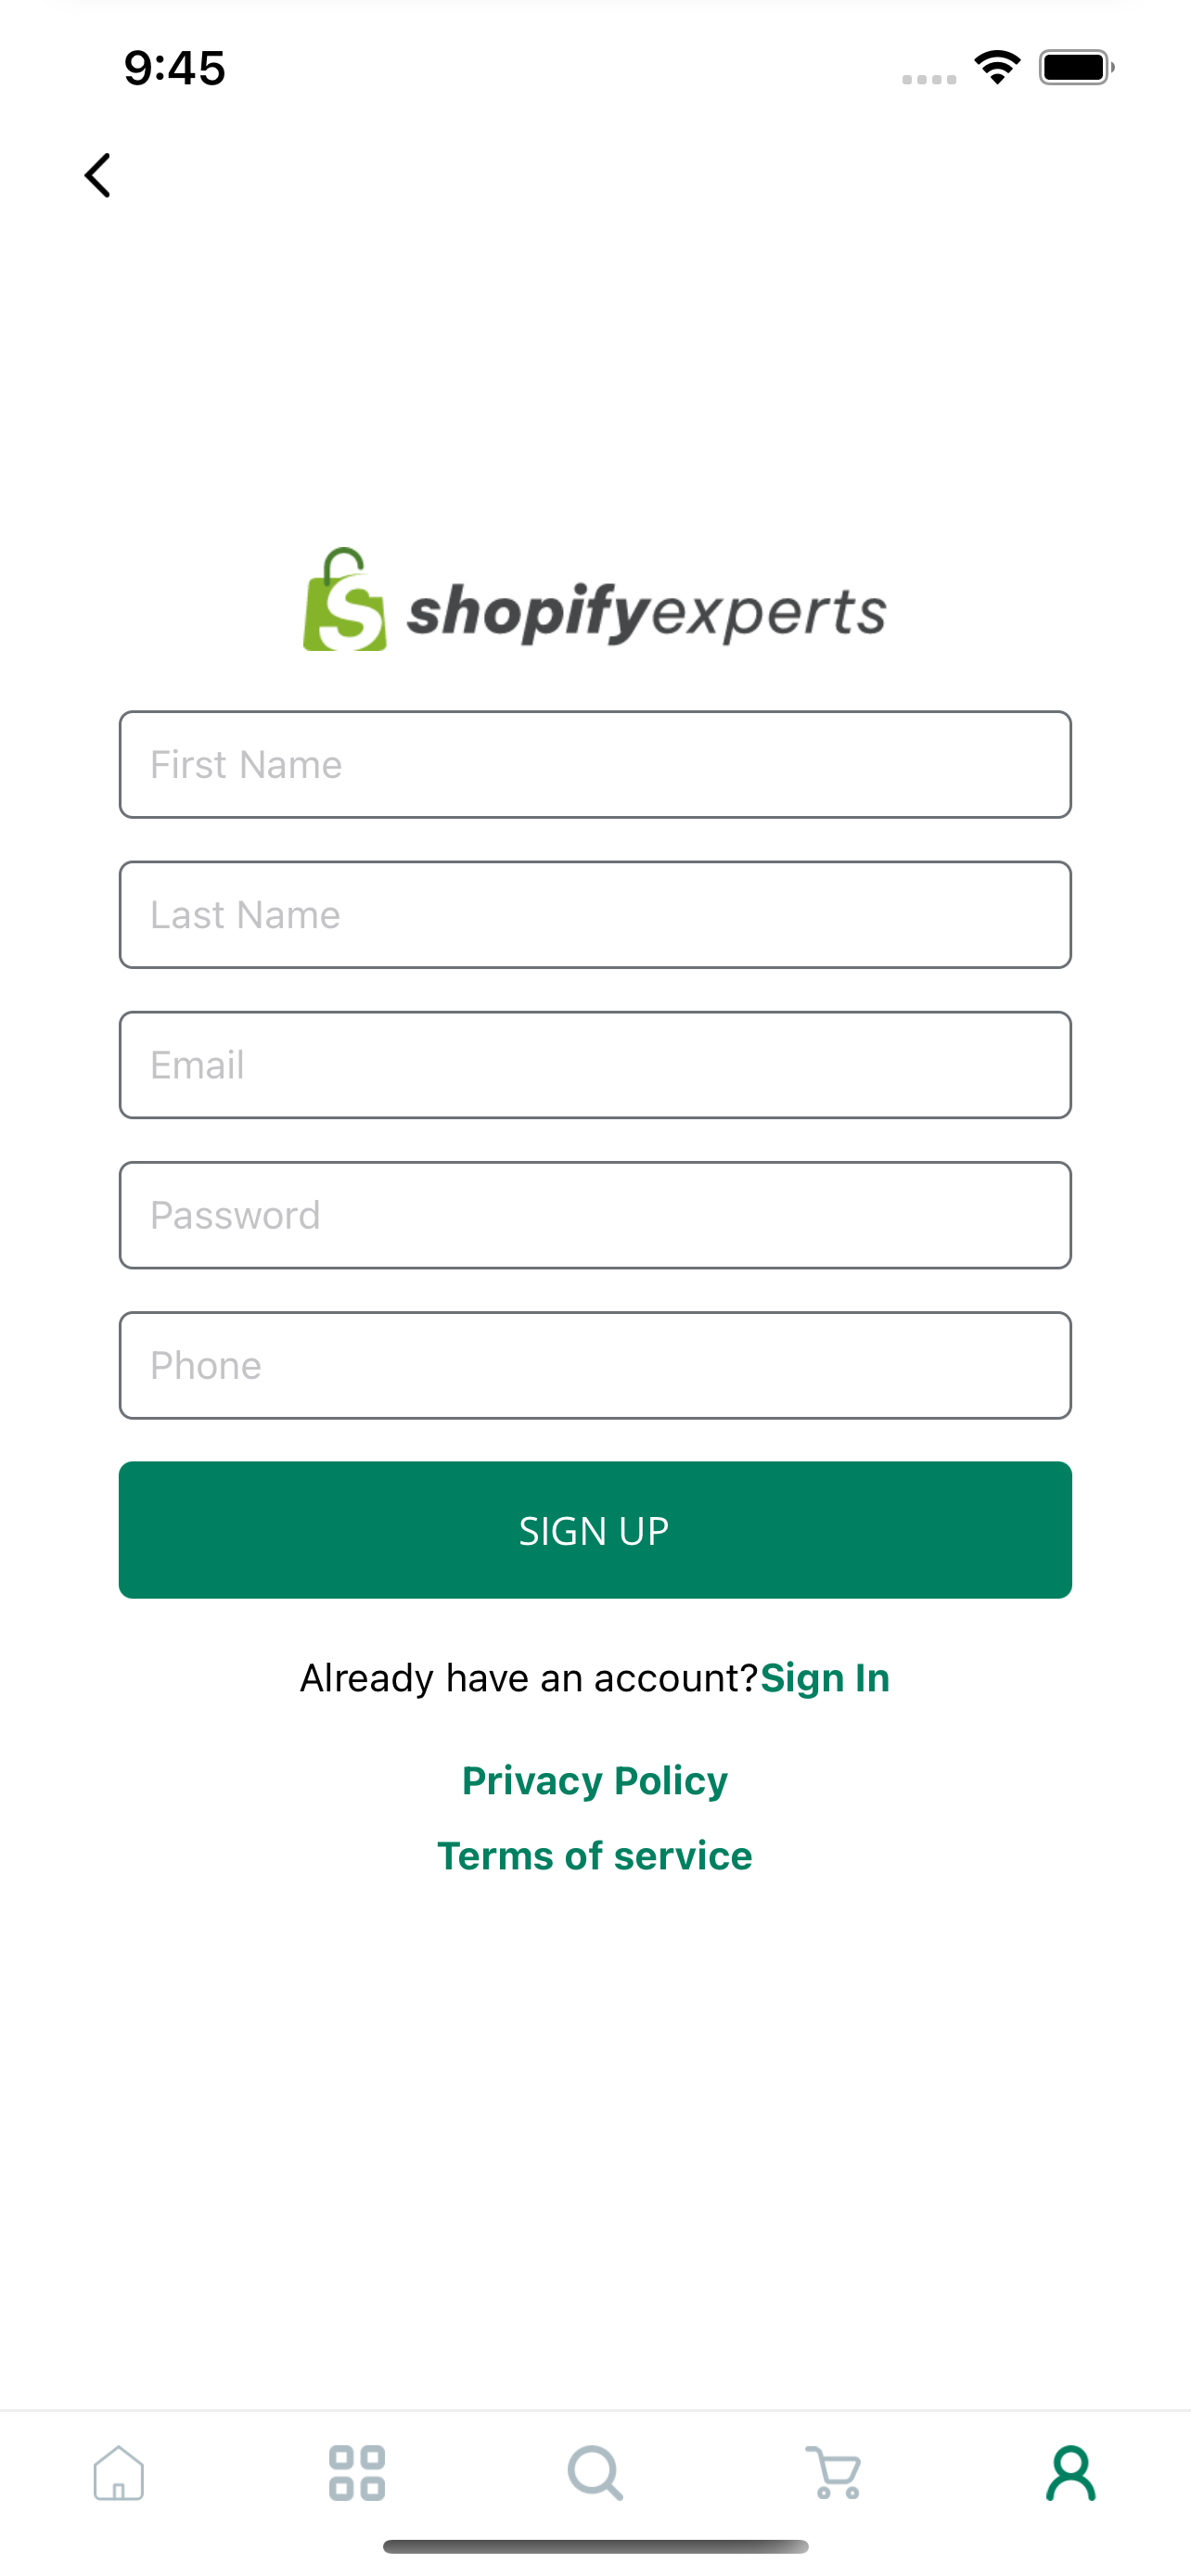 9:45
shopifyexperts
First Name
Last Name
Email
Password
Phone
SIGN UP
Already have an account?Sign In
Privacy Policy
Terms of service